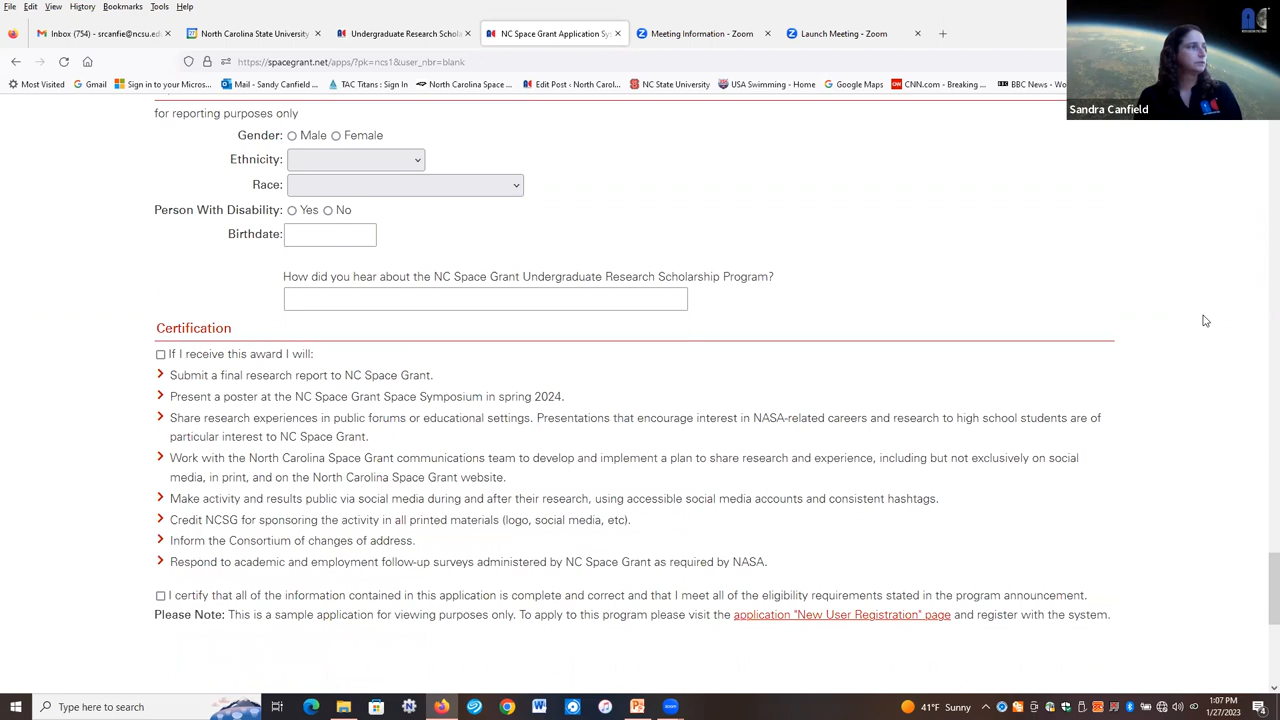 File Edit View History Bookmarks Tools Help
Inbox (754) - srcanfie@ncsu.ed
North Carolina State University
Undergraduate Research Schola
NC Space Grant Application Sy
Meeting Information - Zoom
Launch Meeting - Zoom
https://spacegrant.net/apps/?pk=ncs1&user_nbr=blank
Most Visited Gmail Sign in to your Micros... Mail - Sandy Canfield ... TAC Titans : Sign In North Carolina Space ... Edit Post ‹ North Carol... NC State University USA Swimming - Home Google Maps CNN.com - Breaking ... BBC News - Wo
Sandra Canfield
for reporting purposes only
Gender: Male Female
Ethnicity:
Race:
Person With Disability: Yes No
Birthdate:
How did you hear about the NC Space Grant Undergraduate Research Scholarship Program?
Certification
If I receive this award I will:
Submit a final research report to NC Space Grant.
Present a poster at the NC Space Grant Space Symposium in spring 2024.
Share research experiences in public forums or educational settings. Presentations that encourage interest in NASA-related careers and research to high school students are of
particular interest to NC Space Grant.
Work with the North Carolina Space Grant communications team to develop and implement a plan to share research and experience, including but not exclusively on social
media, in print, and on the North Carolina Space Grant website.
Make activity and results public via social media during and after their research, using accessible social media accounts and consistent hashtags.
Credit NCSG for sponsoring the activity in all printed materials (logo, social media, etc).
Inform the Consortium of changes of address.
Respond to academic and employment follow-up surveys administered by NC Space Grant as required by NASA.
I certify that all of the information contained in this application is complete and correct and that I meet all of the eligibility requirements stated in the program announcement.
Please Note: This is a sample application for viewing purposes only. To apply to this program please visit the application "New User Registration" page and register with the system.
Type here to search
41°F Sunny
1:07 PM
1/27/2023